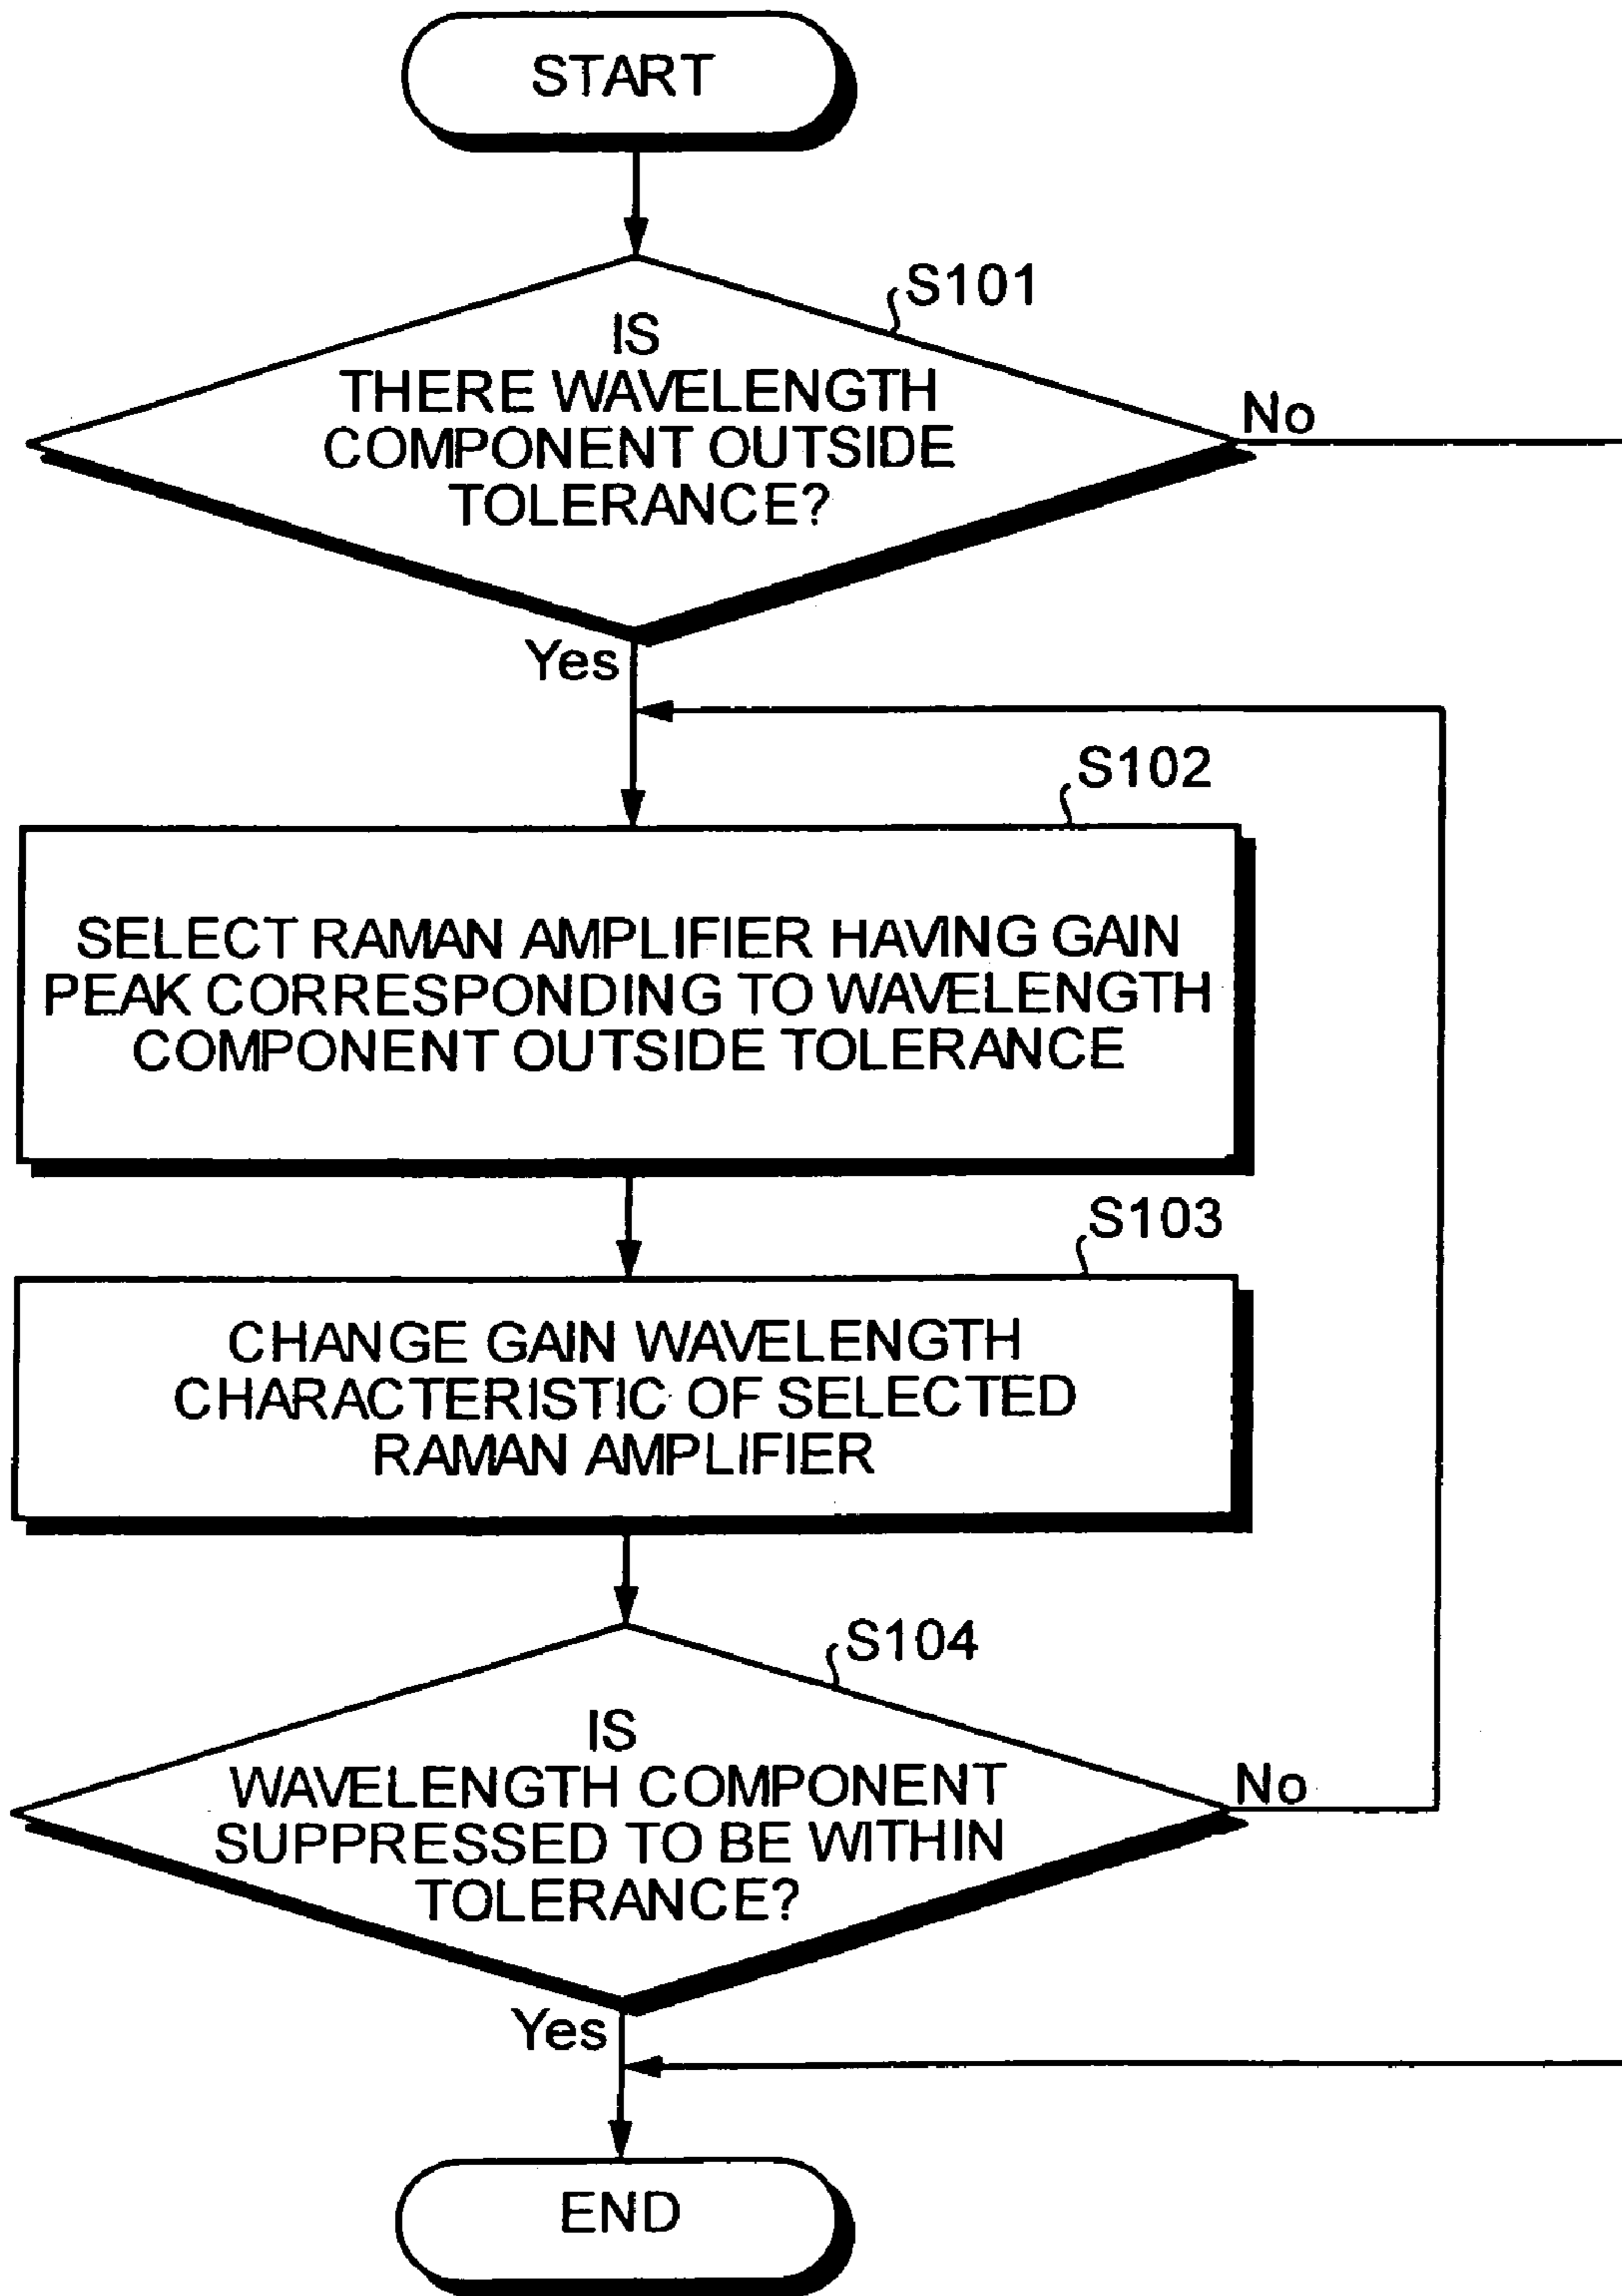 START
S101
IS
THERE WAVELENGTH
COMPONENT OUTSIDE
TOLERANCE?
No
Yes
S102
SELECT RAMAN AMPLIFIER HAVING GAIN
PEAK CORRESPONDING TO WAVELENGTH
COMPONENT OUTSIDE TOLERANCE
S103
CHANGE GAIN WAVELENGTH
CHARACTERISTIC OF SELECTED
RAMAN AMPLIFIER
S104
IS
WAVELENGTH COMPONENT
SUPPRESSED TO BE WITHIN
TOLERANCE?
No
Yes
END